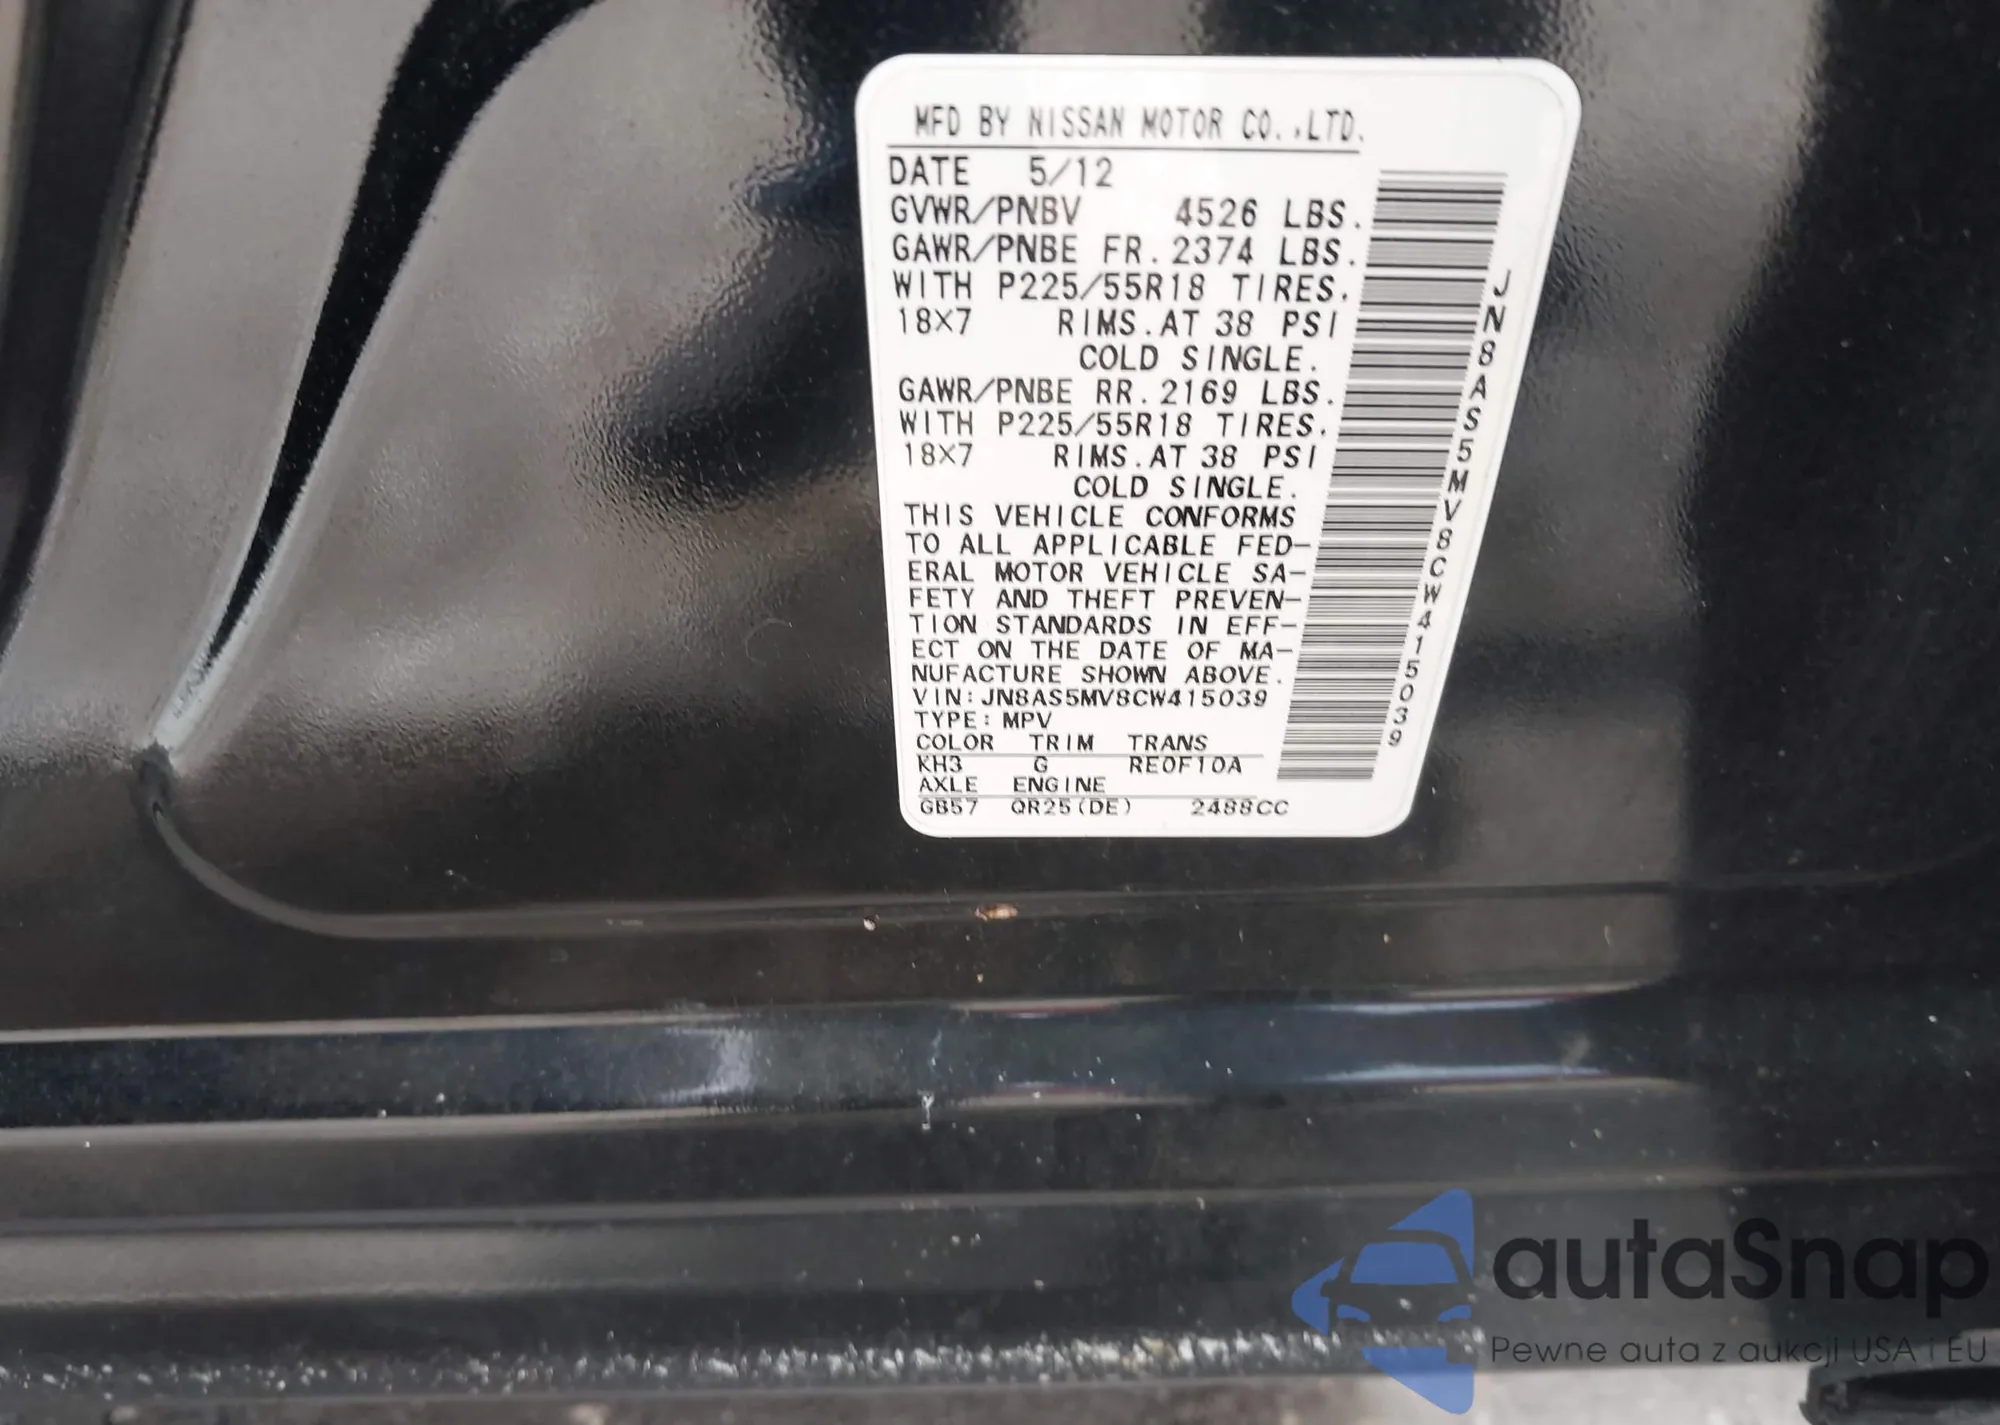 MFD BY NISSAN MOTOR CO.,LTD.
DATE 5/12
GVWR/PNBV 4526 LBS.
GAWR/PNBE FR.2374 LBS.
WITH P225/55R18 TIRES.
18×7 RIMS.AT 38 PSI
COLD SINGLE.
GAWR/PNBE RR.2169 LBS.
WITH P225/55R18 TIRES.
18×7 RIMS.AT 38 PSI
COLD SINGLE.
THIS VEHICLE CONFORMS
TO ALL APPLICABLE FED-
ERAL MOTOR VEHICLE SA-
FETY AND THEFT PREVEN-
TION STANDARDS IN EFF-
ECT ON THE DATE OF MA-
NUFACTURE SHOWN ABOVE.
VIN:JN8AS5MV8CW415039
TYPE:MPV
COLOR TRIM TRANS
KH3 G RE0F10A
AXLE ENGINE
GB57 QR25(DE) 2488CC
JN8AS5MV8CW415039
autaSnap
Pewne auta z aukcji USA i EU